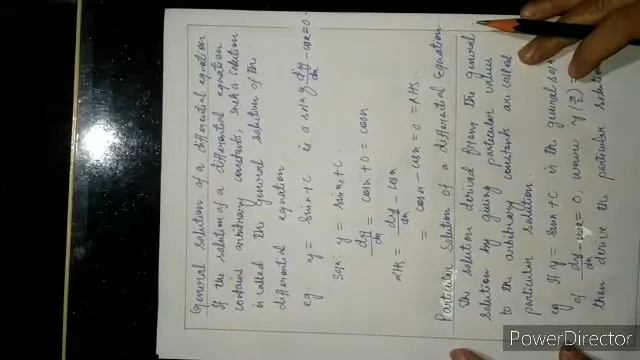 General solution of a differential equation
If the solution of a differential equation
contains arbitrary constants, such a solution
is called the general solution of the
differential equation.
eg. y = sinx + c is a soln of dy/dx - cosx = 0.
Soln y = sinx + c.
dy/dx = cosx + 0 = cosx
LHS = dy/dx - cosx
= cosx - cosx = 0 = RHS.
Particular Solution of a differential Equation.
The solution derived from the general
solution by giving particular values
to the arbitrary constants are called
particular solution.
eg If y = sinx + c is the general soln
of dy/dx - cosx = 0, where
then derive the particular solution
PowerDirector